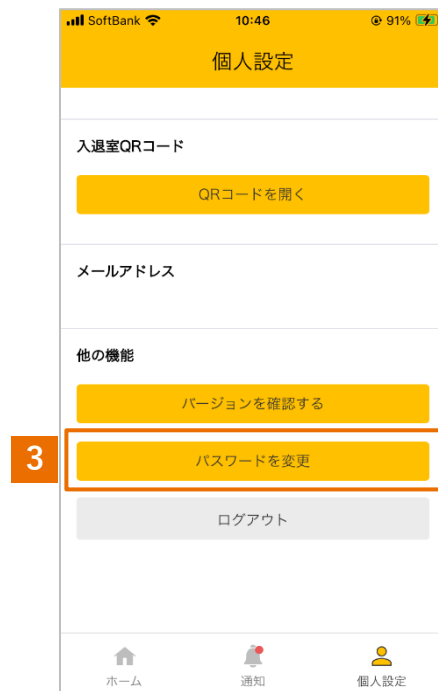 SoftBank 10:46 91%
個人設定
入退室QRコード
QRコードを開く
メールアドレス
他の機能
バージョンを確認する
3 パスワードを変更
ログアウト
ホーム 通知 個人設定